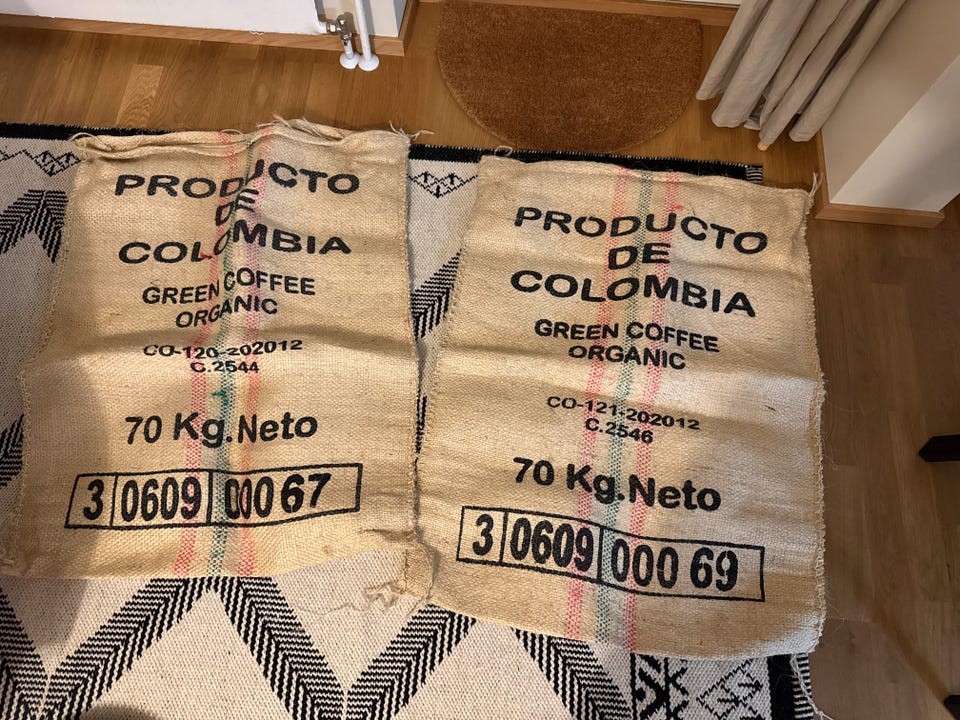 PRODUCTO
DE
COLOMBIA
GREEN COFFEE
ORGANIC
CO-120-202012
C.2544
70 Kg.Neto
3 0609 000 67
PRODUCTO
DE
COLOMBIA
GREEN COFFEE
ORGANIC
CO-121-202012
C.2546
70 Kg.Neto
3 0609 000 69